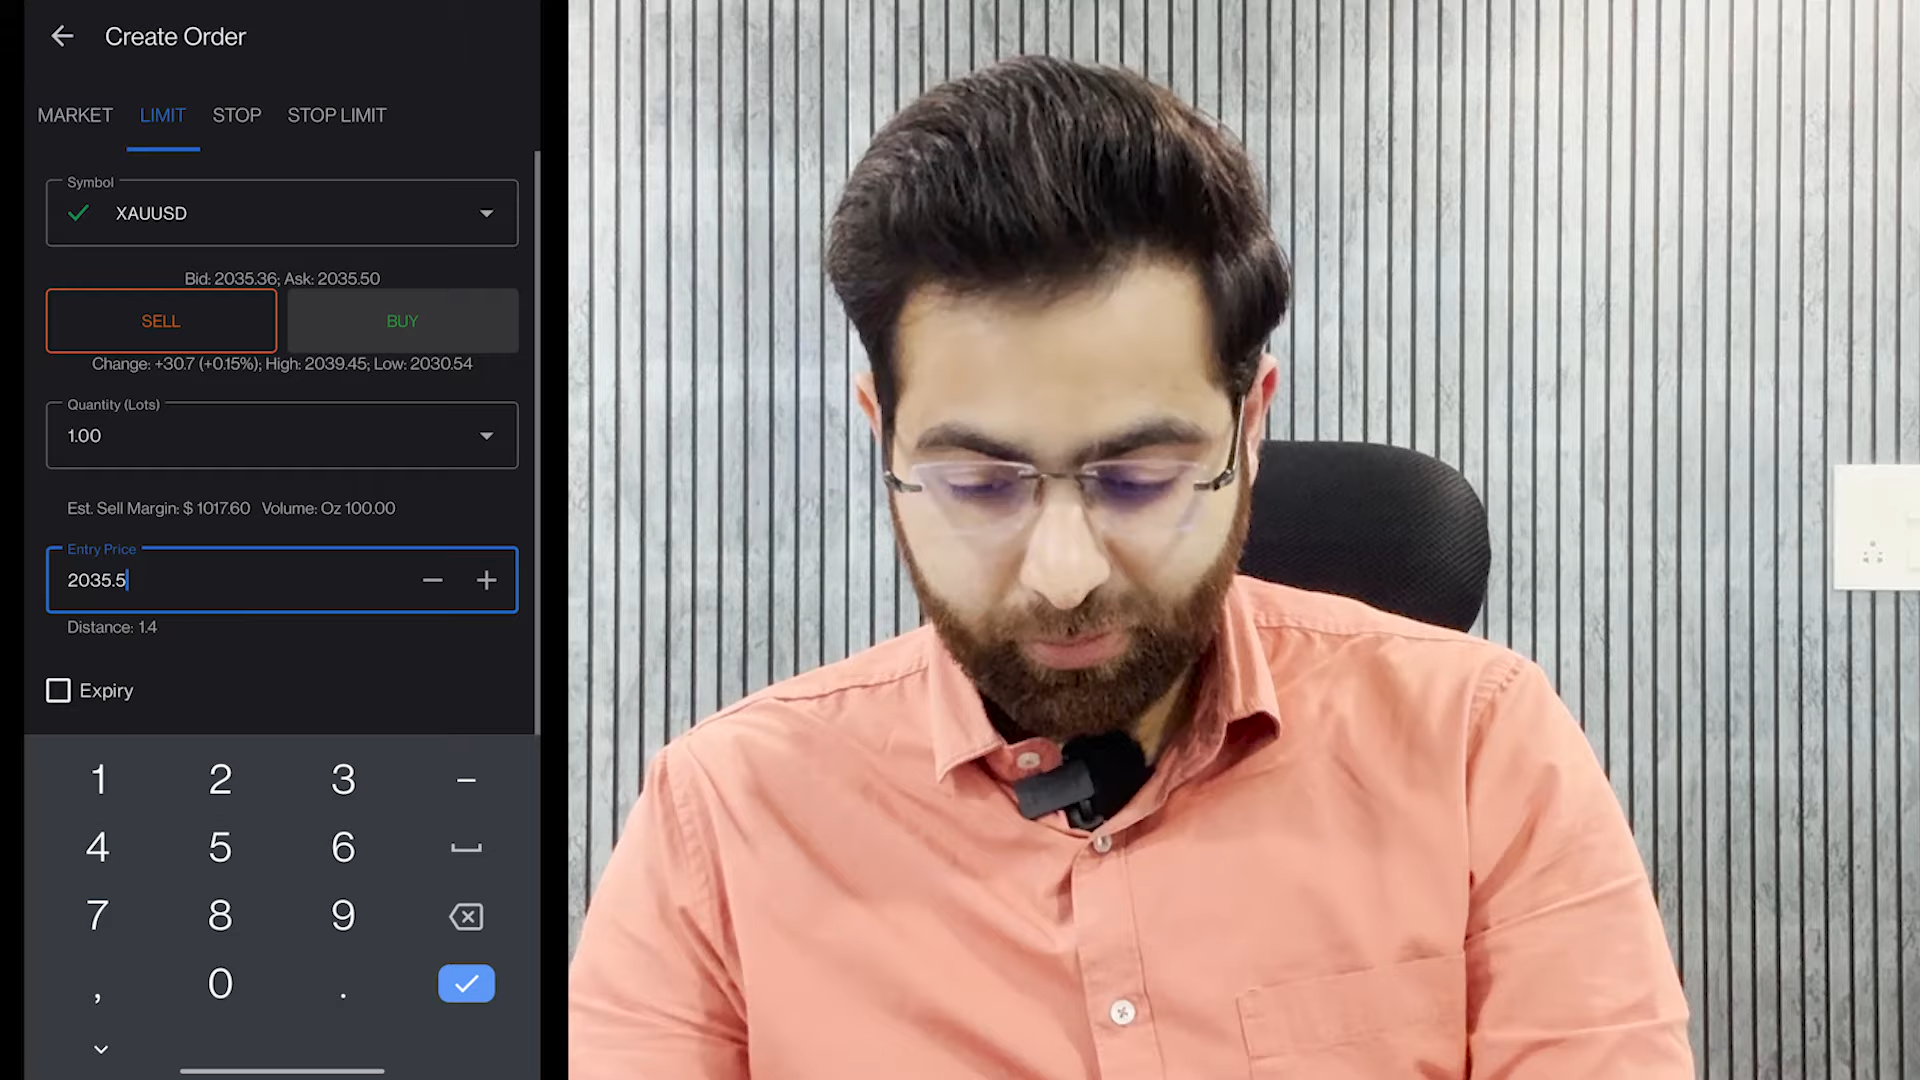 Create Order
MARKET LIMIT STOP STOP LIMIT
Symbol
XAUUSD
Bid: 2035.36; Ask: 2035.50
SELL BUY
Change: +30.7 (+0.15%); High: 2039.45; Low: 2030.54
Quantity (Lots)
1.00
Est. Sell Margin: $ 1017.60 Volume: Oz 100.00
Entry Price
2035.5
Distance: 1.4
Expiry
1 2 3 -
4 5 6
7 8 9
, 0 .